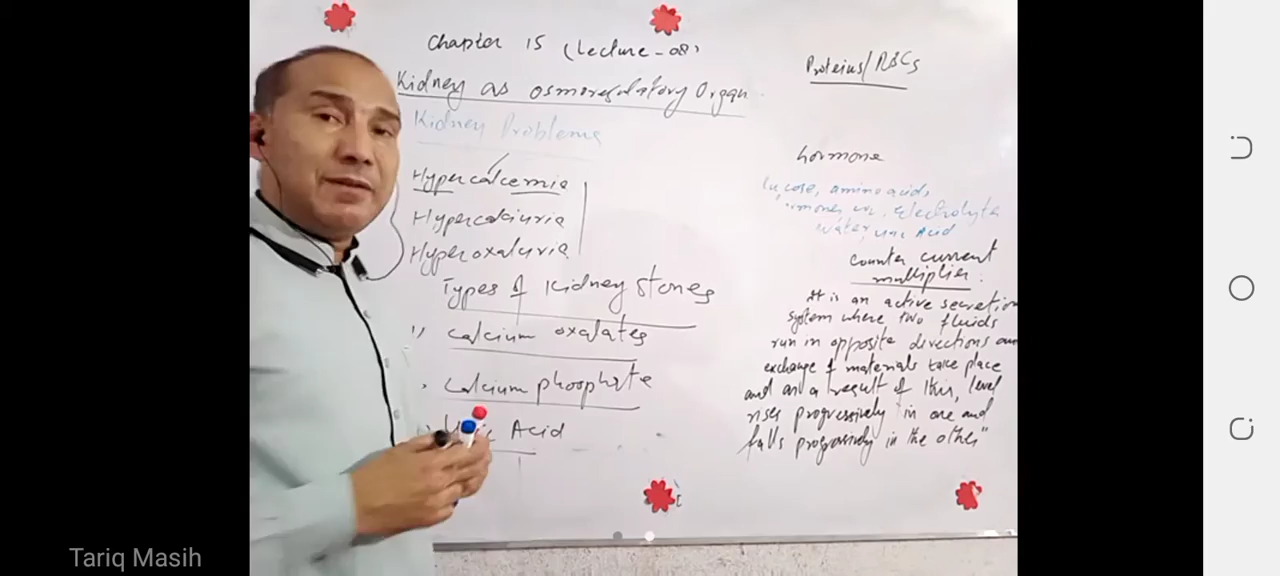 Chapter 15 (Lecture-08)
Kidney as osmoregulatory Organ
Kidney Problems
Hypercalcemia
Hypercalciuria
Hyperoxaluria
Types of Kidney Stones
1) Calcium oxalates
Calcium phosphate
Acid
Proteins/RBCs
hormone
amino acids,
Electrolyte
Water, Uric Acid
Counter current
multiplier.
It is an active secretion
system where two fluids
run in opposite directions
exchange of materials take place
and as a result of this, level
rises progressively in one and
falls progressively in the other"
Tariq Masih